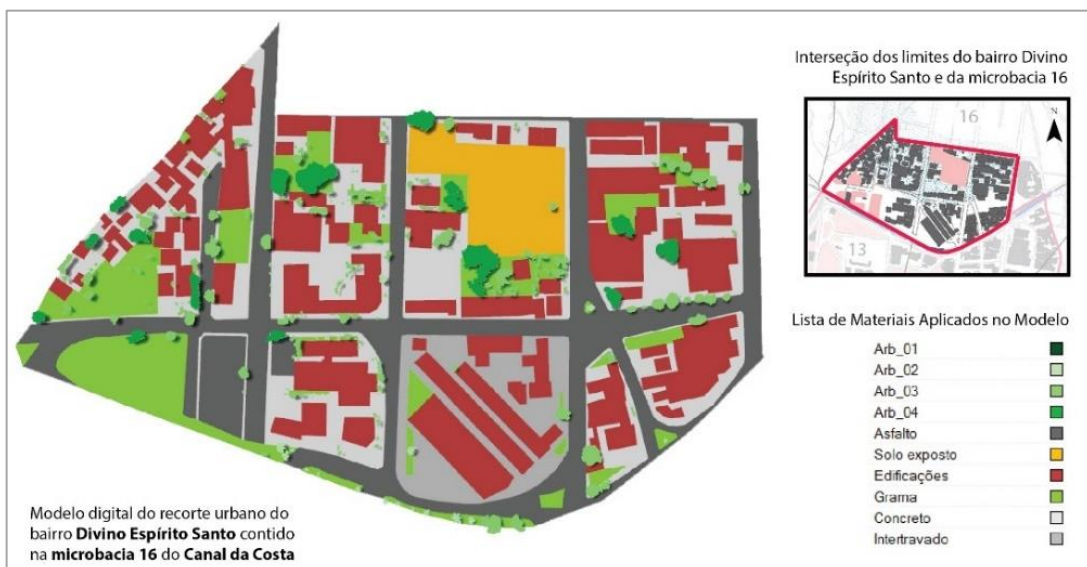 Interseção dos limites do bairro Divino
Espírito Santo e da microbacia 16
N
16
13
Lista de Materiais Aplicados no Modelo
Arb_01
Arb_02
Arb_03
Arb_04
Asfalto
Solo exposto
Edificações
Grama
Concreto
Intertravado
Modelo digital do recorte urbano do
bairro Divino Espírito Santo contido
na microbacia 16 do Canal da Costa